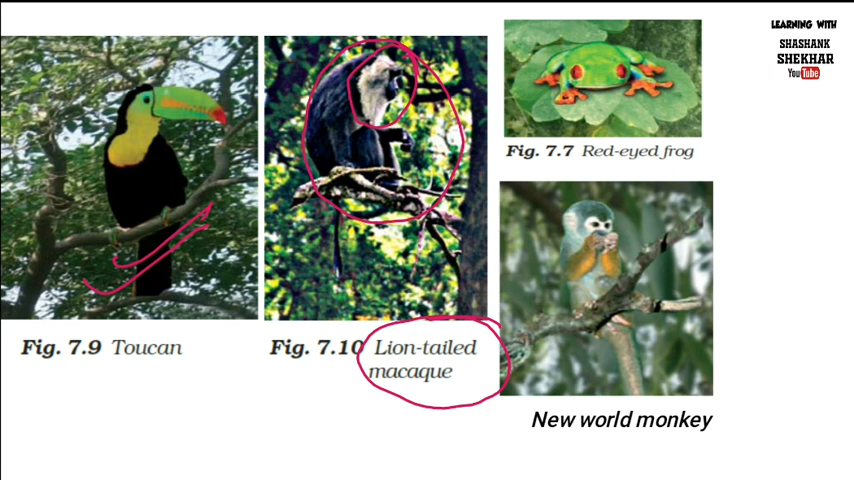 LEARNING WITH
SHASHANK
SHEKHAR
YouTube
Fig. 7.7 Red-eyed frog
Fig. 7.9 Toucan
Fig. 7.10 Lion-tailed
macaque
New world monkey